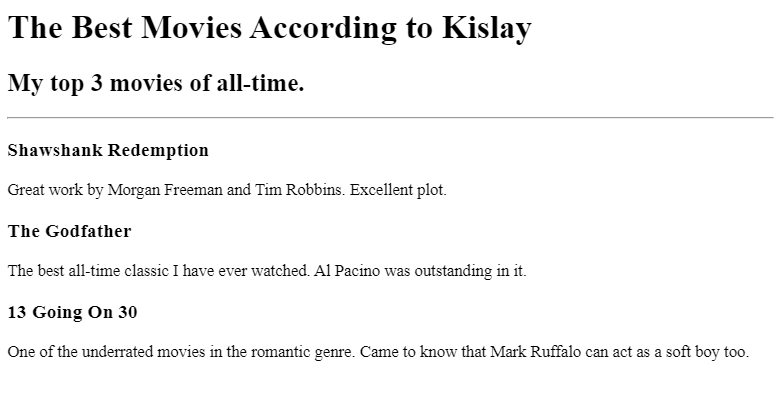 The Best Movies According to Kislay
My top 3 movies of all-time.
Shawshank Redemption
Great work by Morgan Freeman and Tim Robbins. Excellent plot.
The Godfather
The best all-time classic I have ever watched. Al Pacino was outstanding in it.
13 Going On 30
One of the underrated movies in the romantic genre. Came to know that Mark Ruffalo can act as a soft boy too.